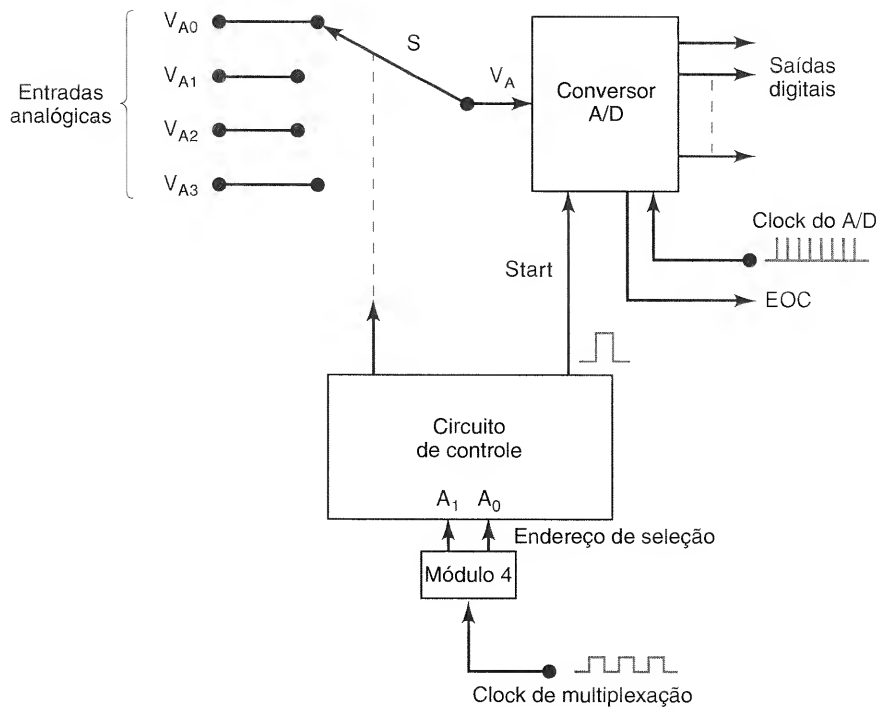 V_A0
V_A1
V_A2
V_A3
Entradas
analógicas
S
V_A
Conversor
A/D
Saídas
digitais
Clock do A/D
Start
EOC
Circuito
de controle
A_1 A_0
Endereço de seleção
Módulo 4
Clock de multiplexação